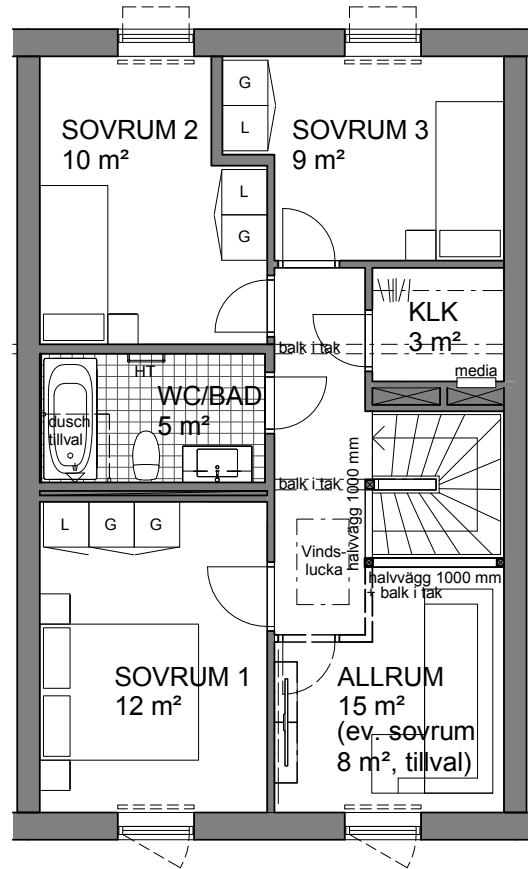 G
L
SOVRUM 2
10 m²
SOVRUM 3
9 m²
L
G
KLK
3 m²
balk i tak
media
HT
WC/BAD
5 m²
dusch
tillval
balk i tak
halvvägg 1000 mm
L G G
Vinds-
lucka
halvvägg 1000 mm
+ balk i tak
SOVRUM 1
12 m²
ALLRUM
15 m²
(ev. sovrum
8 m², tillval)